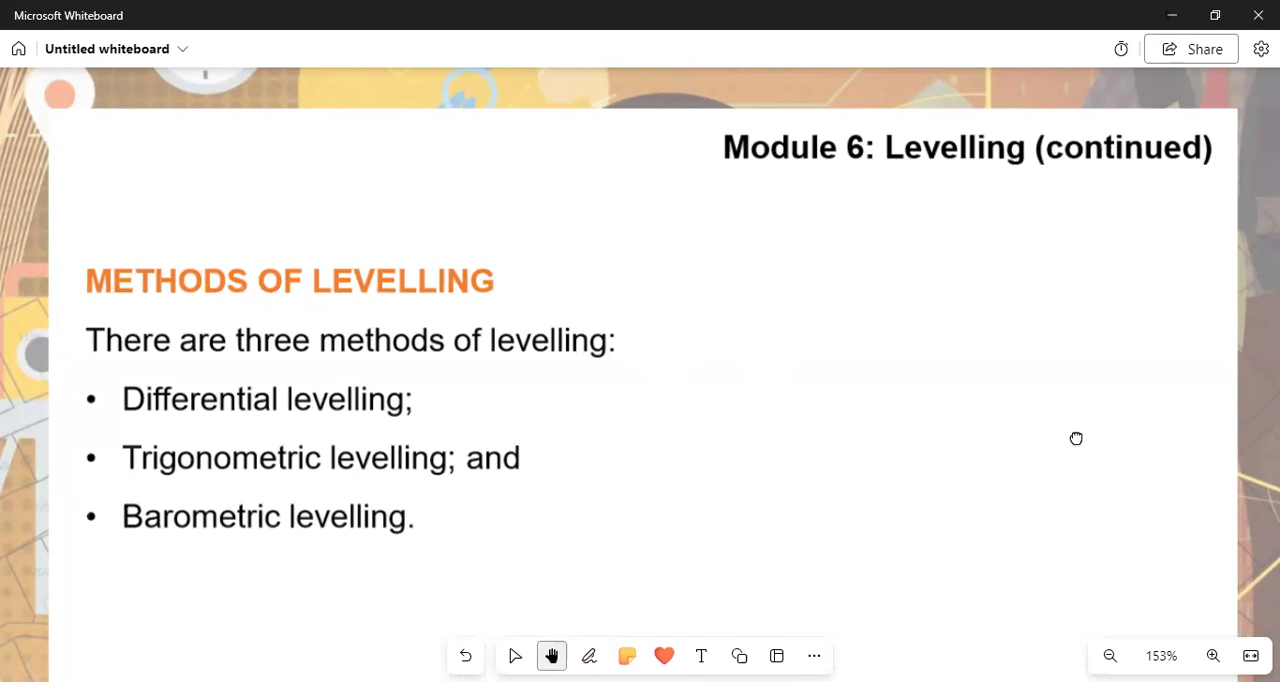 Microsoft Whiteboard
Untitled whiteboard
Share
Module 6: Levelling (continued)
METHODS OF LEVELLING
There are three methods of levelling:
• Differential levelling;
• Trigonometric levelling; and
• Barometric levelling.
153%